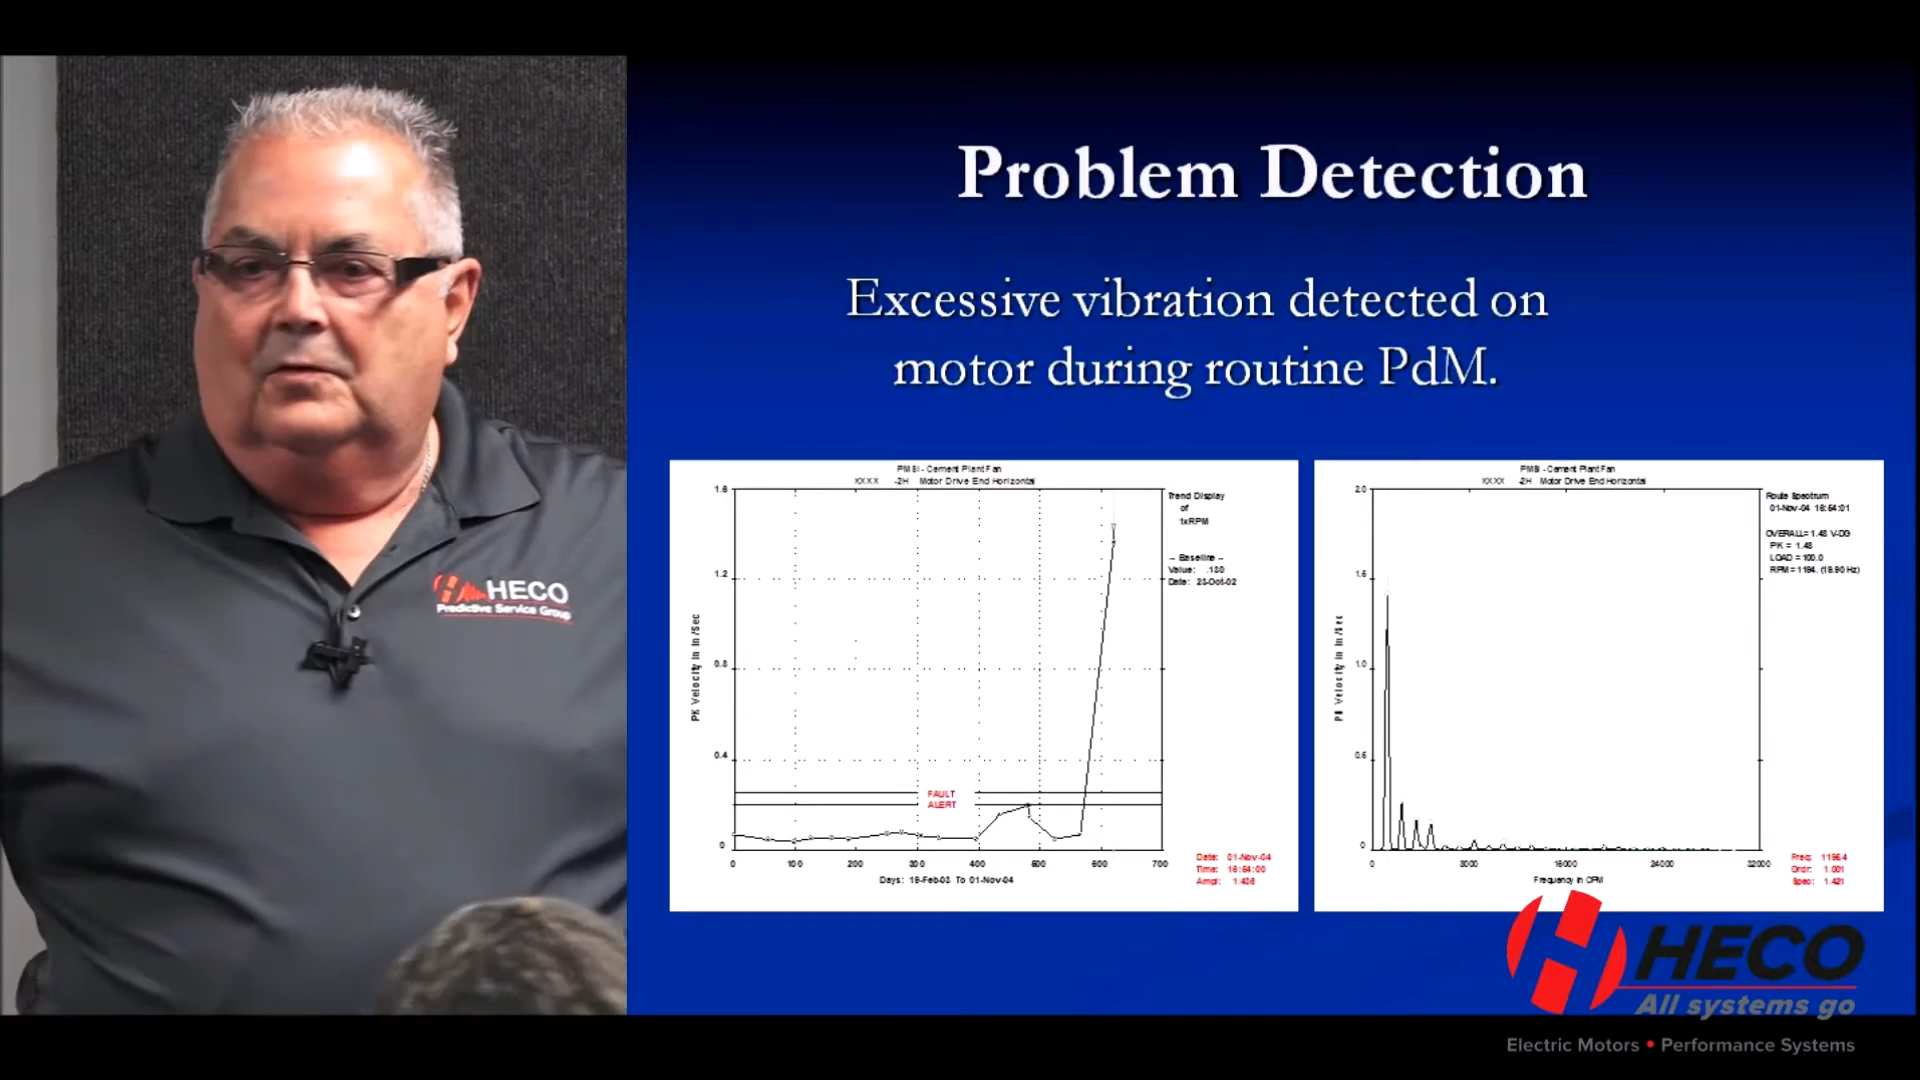 HECO
Predictive Service Group
Problem Detection
Excessive vibration detected on
motor during routine PdM.
PMSI - Cement Plant Fan
XXXX -2H Motor Drive End Horizontal
Trend Display
of
1xRPM
-- Baseline --
Value: .130
Date: 23-Oct-02
PK Velocity in In/Sec
1.6
1.2
0.8
0.4
0
FAULT
ALERT
0 100 200 300 400 500 600 700
Days: 19-Feb-03 To 01-Nov-04
Date: 01-Nov-04
Time: 16:54:00
Ampl: 1.436
PMSI - Cement Plant Fan
XXXX -2H Motor Drive End Horizontal
Route Spectrum
01-Nov-04 16:54:01
OVERALL= 1.48 V-DG
PK = 1.48
LOAD = 100.0
RPM = 1194. (19.90 Hz)
PK Velocity in In/Sec
2.0
1.5
1.0
0.5
0
0 8000 16000 24000 32000
Frequency in CPM
Freq:
Ordr: 1.001
Spec: 1.421
HECO
All systems go
Electric Motors • Performance Systems